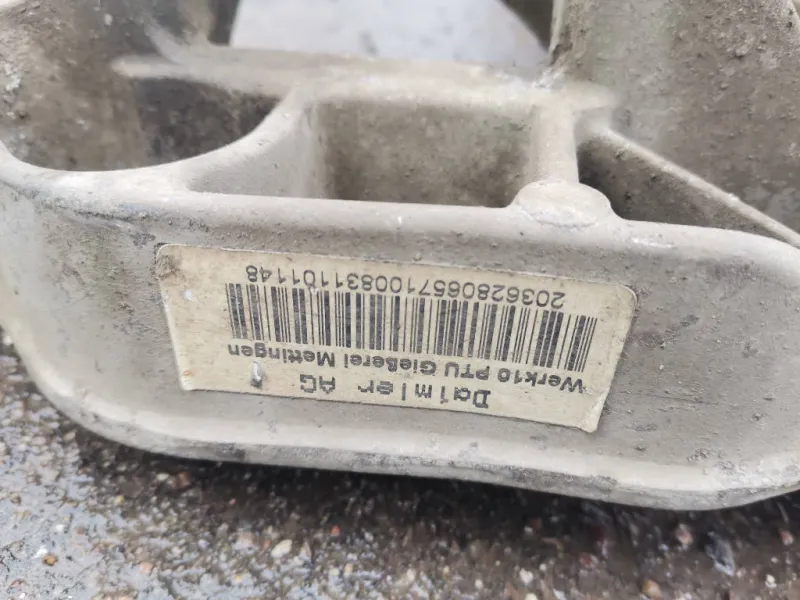 Daimler AG
Werk10 PTU Gießerei Mettingen
2036280657100831101148